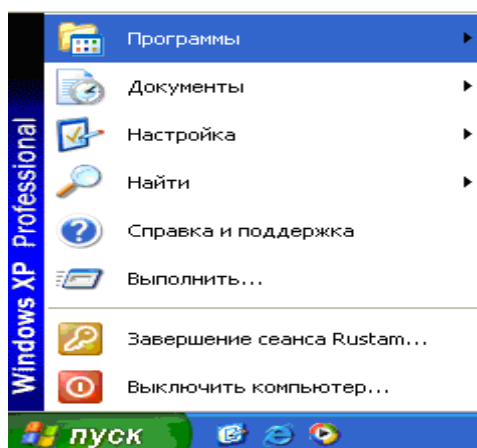 Программы
Документы
Настройка
Найти
Справка и поддержка
Выполнить...
Завершение сеанса Rustam...
Выключить компьютер...
Windows XP Professional
пуск